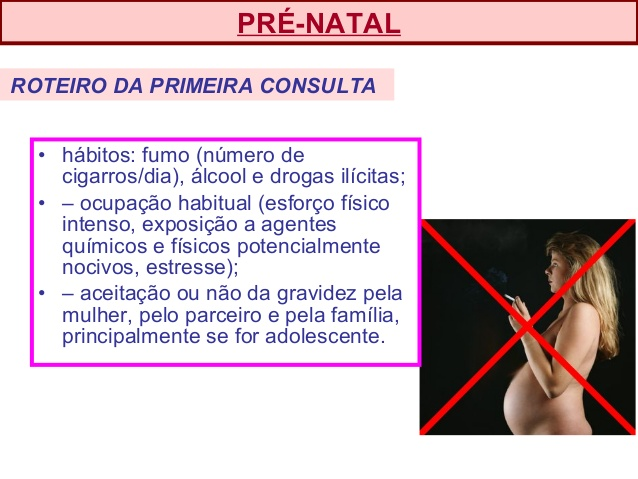 PRÉ-NATAL
ROTEIRO DA PRIMEIRA CONSULTA
• hábitos: fumo (número de
cigarros/dia), álcool e drogas ilícitas;
• – ocupação habitual (esforço físico
intenso, exposição a agentes
químicos e físicos potencialmente
nocivos, estresse);
• – aceitação ou não da gravidez pela
mulher, pelo parceiro e pela família,
principalmente se for adolescente.